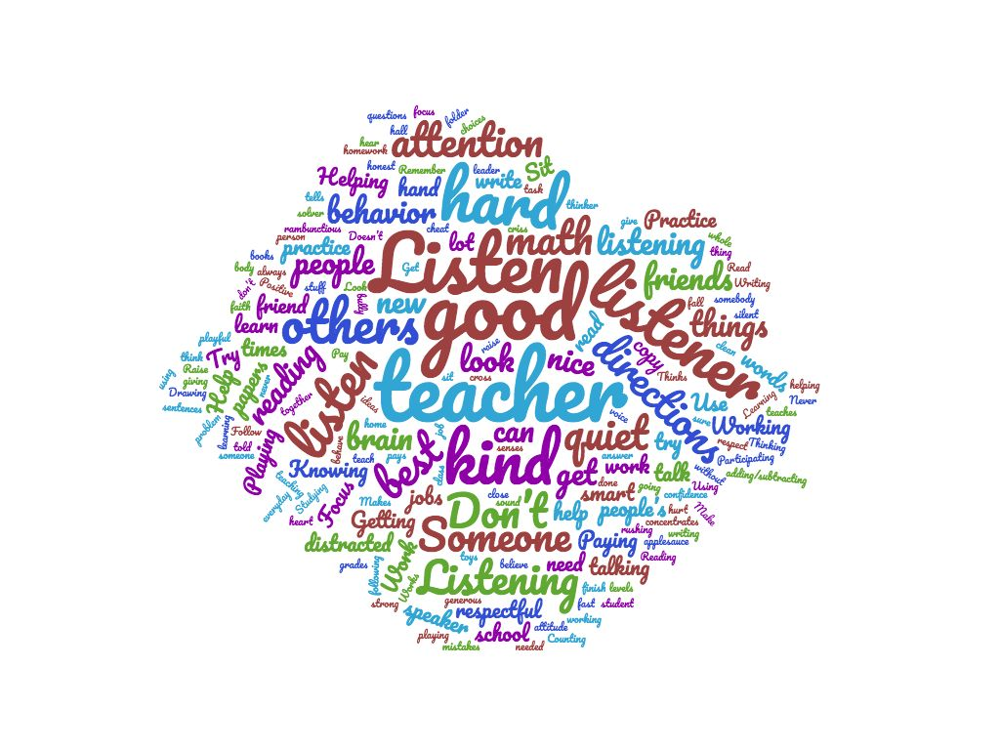 questions
focus
folder
choices
hall
hear
homework
attention
honest
Remember
leader
Sit
Helping
hand
write
task
hard
tells
solver
behavior
thinker
rambunctious
cheat
criss
give
Practice
person
Doesn't
lot
math
listening
whole
thing
practice
books
people
Get
Listen
body
always
friends
Read
Writing
don't
Positive
stuff
Look
bully
new
good
listener
fall
somebody
silent
faith
friend
others
things
learn
read
playful
times
raise
copy
clean
think
Try
Pay
look
nice
directions
Thinks
words
using
Raise
giving
Help
papers
never
reading
listen
teacher
sit
cross
helping
Drawing
together
ideas
Use
Learning
Never
sentences
voice
teaches
problem
learning
Follow
home
job
can
quiet
sure
Working
told
behave
brain
senses
try
respect
Thinking
someone
teach
pays
best
kind
answer
Participating
Playing
Knowing
class
get
work
talk
without
adding/subtracting
teaching
everyday
Studying
Focus
jobs
close
done
smart
going
Using
confidence
Makes
sound
Don't
help
people's
hurt
Make
heart
Getting
concentrates
distracted
Someone
Paying
rushing
writing
applesauce
grades
toys
believe
need
talking
Reading
following
Work
Works
Listening
finish
levels
strong
generous
fast
student
speaker
respectful
working
playing
school
attitude
Counting
mistakes
needed